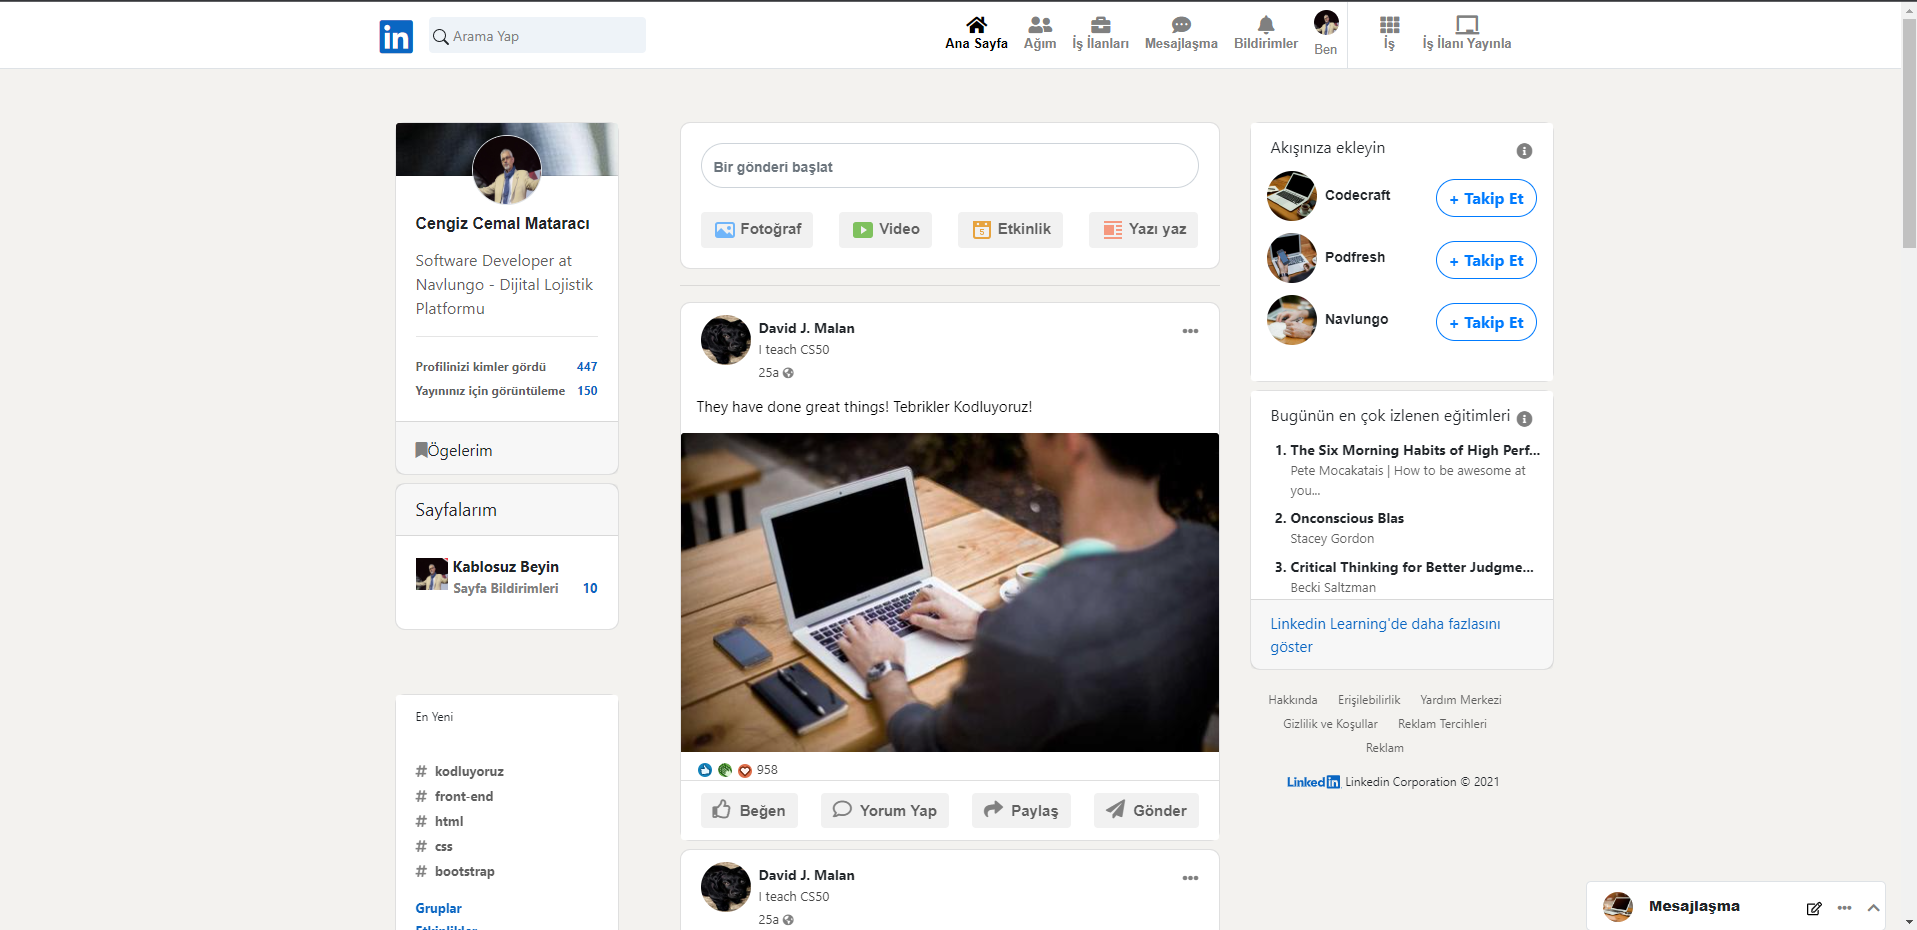 in
Arama Yap
Ana Sayfa
Ağım
İş İlanları
Mesajlaşma
Bildirimler
Ben
İş
İş İlanı Yayınla
Cengiz Cemal Mataracı
Software Developer at
Navlungo - Dijital Lojistik
Platformu
Profilinizi kimler gördü 447
Yayınınız için görüntüleme 150
Ögelerim
Sayfalarım
Kablosuz Beyin
Sayfa Bildirimleri 10
En Yeni
# kodluyoruz
# front-end
# html
# css
# bootstrap
Gruplar
Etkinlikler
Bir gönderi başlat
Fotoğraf
Video
5
Etkinlik
Yazı yaz
David J. Malan
I teach CS50
25a
They have done great things! Tebrikler Kodluyoruz!
958
Beğen
Yorum Yap
Paylaş
Gönder
David J. Malan
I teach CS50
25a
Akışınıza ekleyin
Codecraft
+ Takip Et
Podfresh
+ Takip Et
Navlungo
+ Takip Et
Bugünün en çok izlenen eğitimleri
1. The Six Morning Habits of High Perf...
Pete Mocakatais | How to be awesome at
you...
2. Onconscious Blas
Stacey Gordon
3. Critical Thinking for Better Judgme...
Becki Saltzman
Linkedin Learning'de daha fazlasını
göster
Hakkında Erişilebilirlik Yardım Merkezi
Gizlilik ve Koşullar Reklam Tercihleri
Reklam
Linkedin Linkedin Corporation © 2021
Mesajlaşma